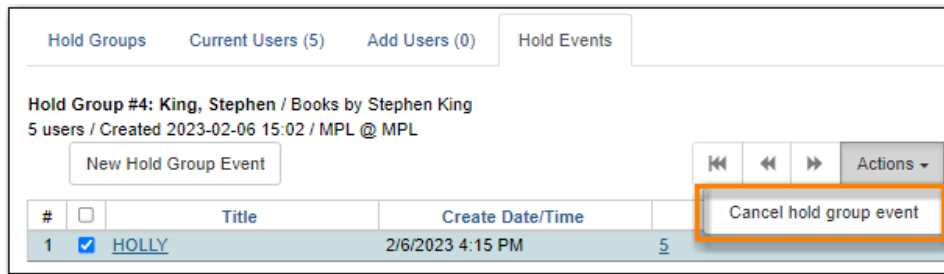 Hold Groups Current Users (5) Add Users (0) Hold Events
Hold Group #4: King, Stephen / Books by Stephen King
5 users / Created 2023-02-06 15:02 / MPL @ MPL
New Hold Group Event Actions
Cancel hold group event
# Title Create Date/Time
1 HOLLY 2/6/2023 4:15 PM 5